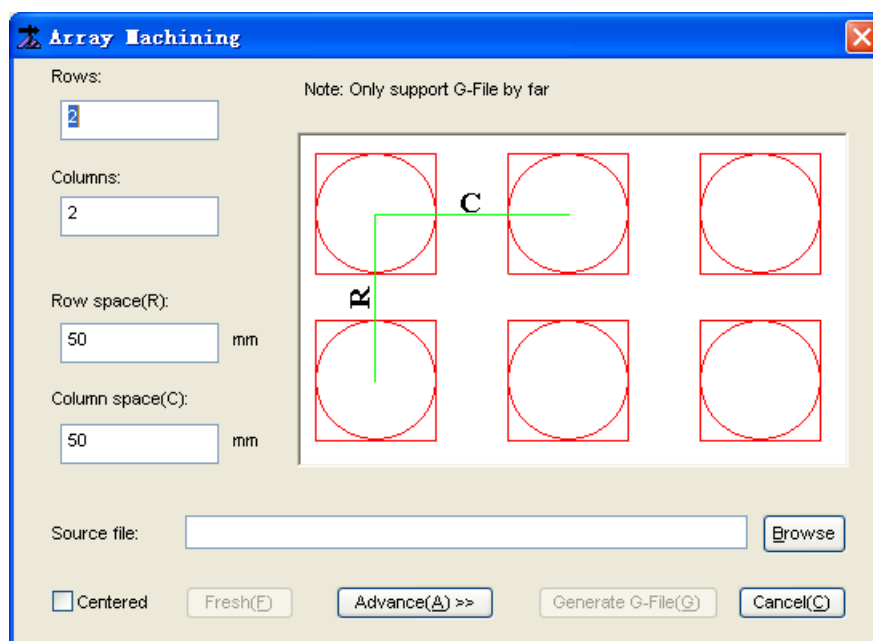 Array Machining
Rows:
Note: Only support G-File by far
2
Columns:
2
C
R
Row space(R):
50 mm
Column space(C):
50 mm
Source file:
Browse
Centered Fresh(F) Advance(A) >> Generate G-File(G) Cancel(C)